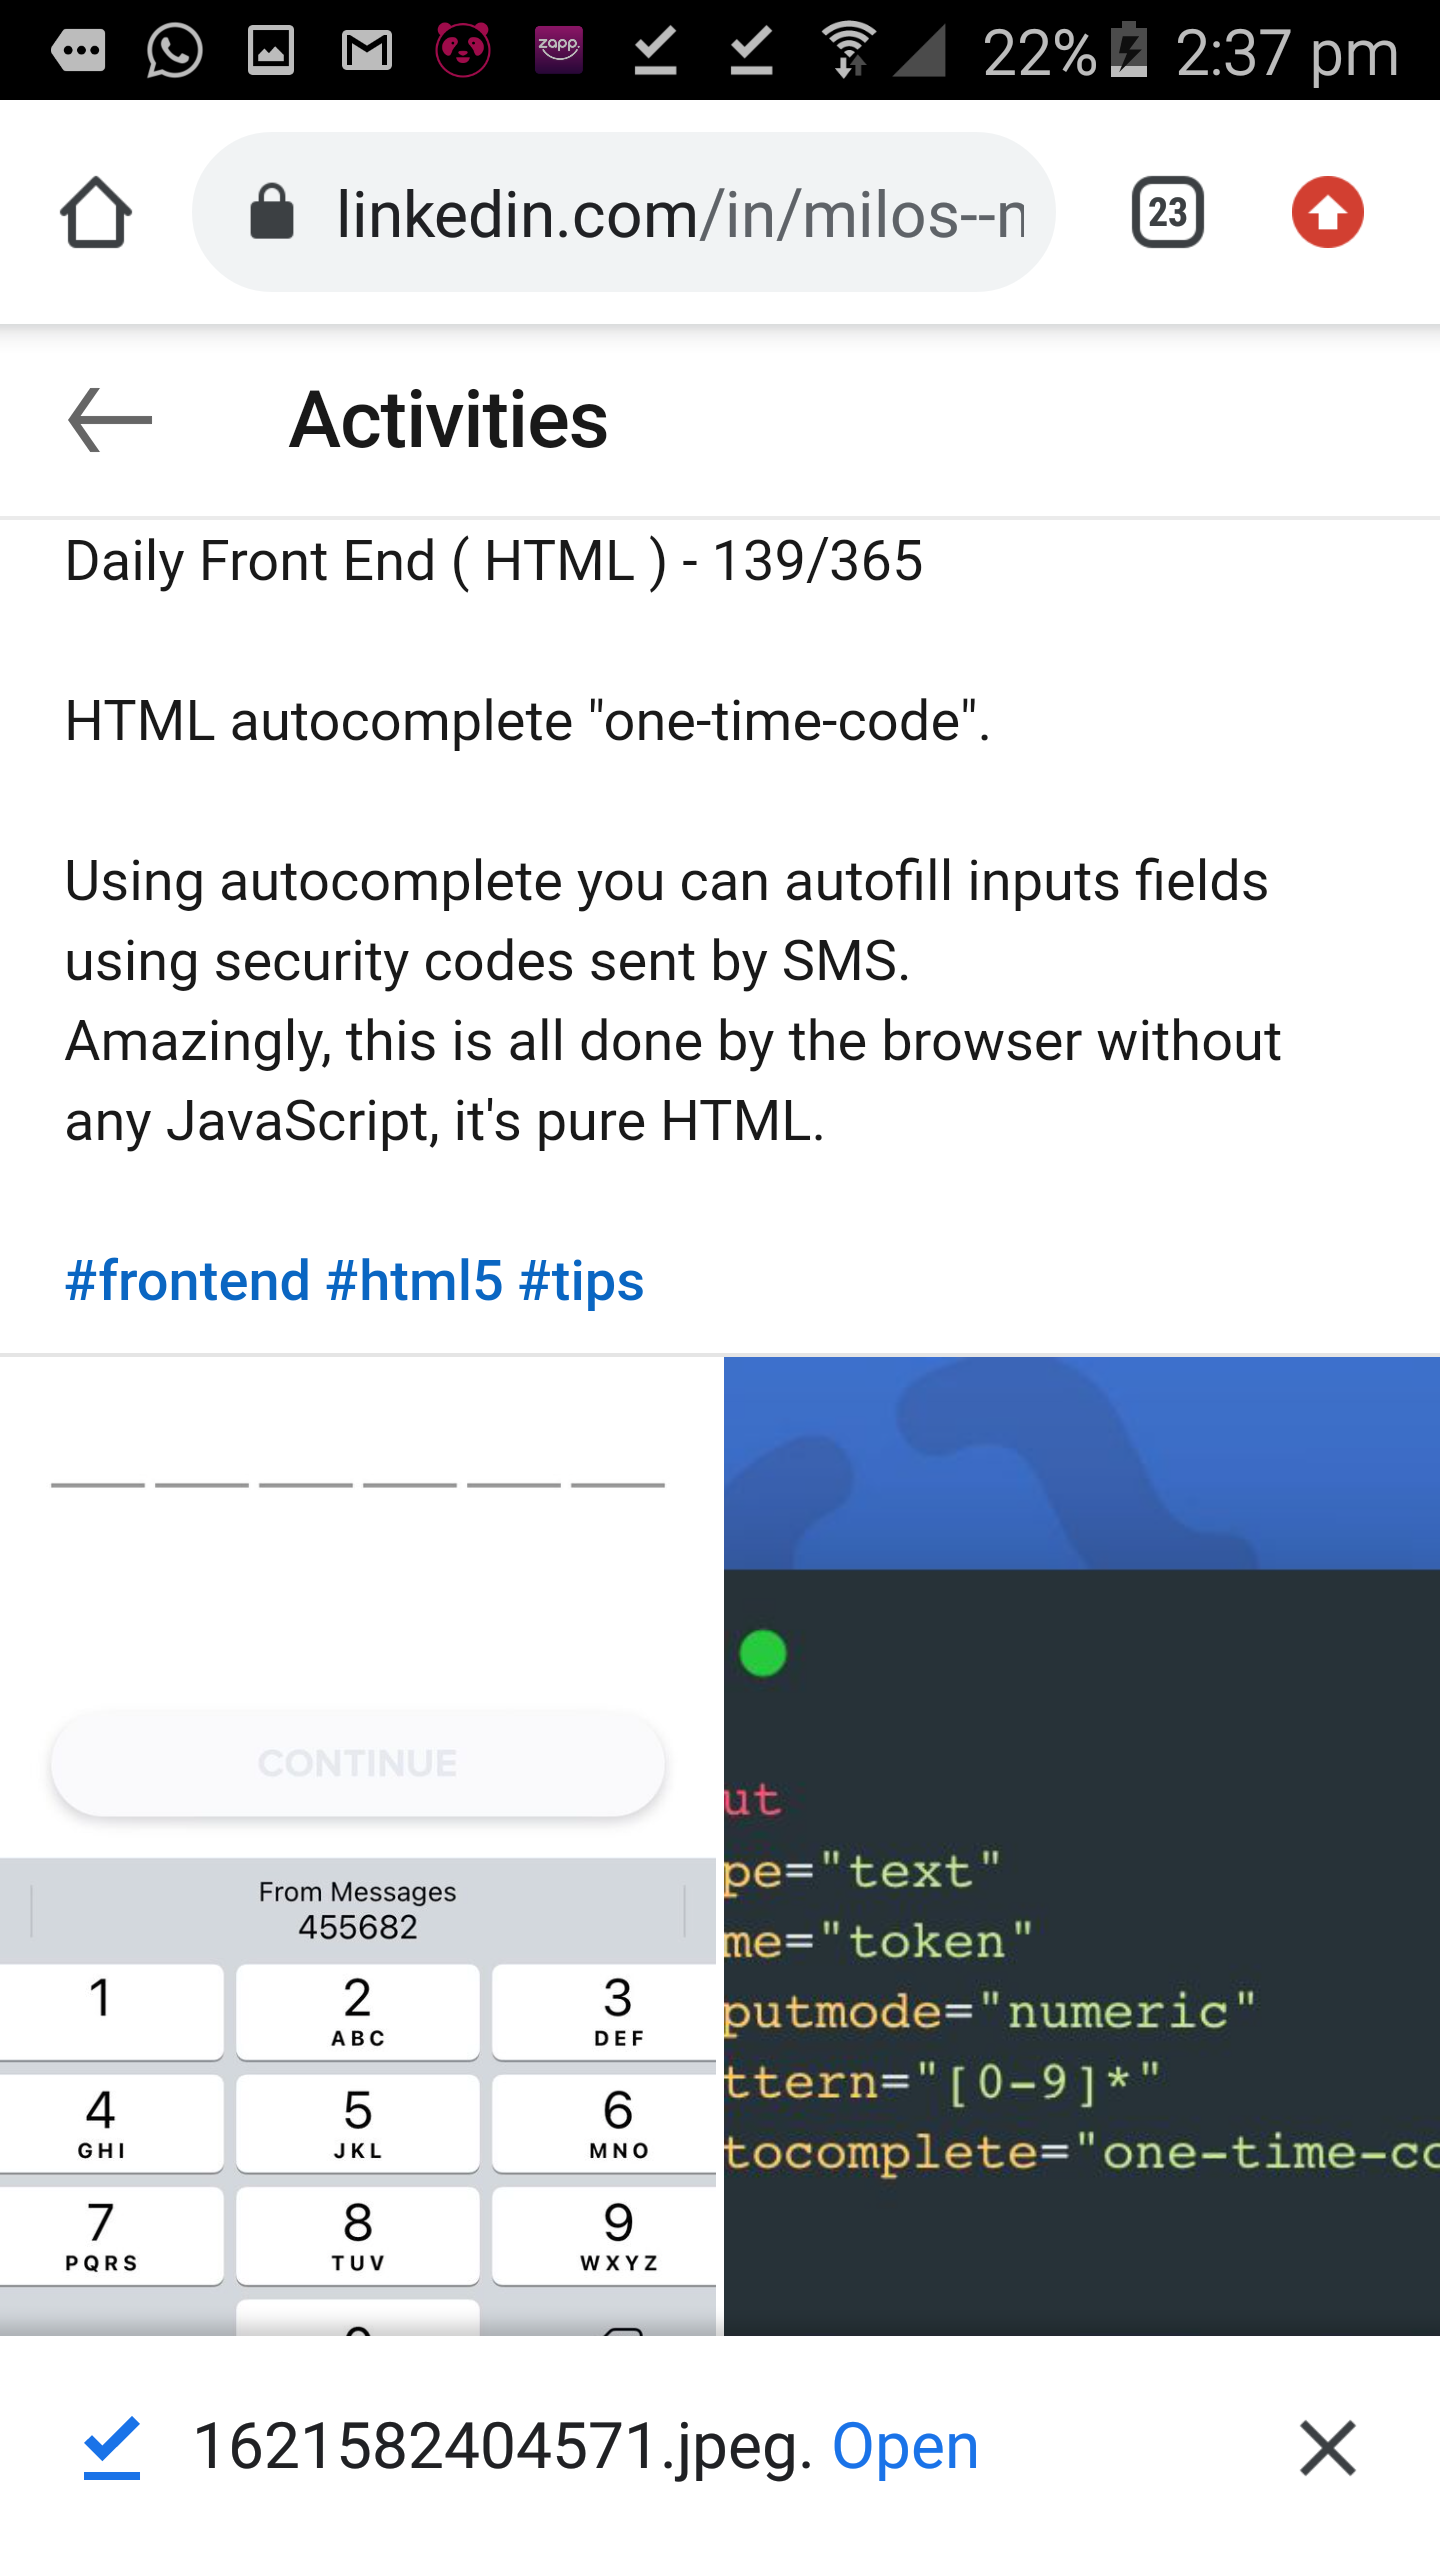 zapp
22% 2:37 pm
linkedin.com/in/milos--n
23
Activities
Daily Front End ( HTML ) - 139/365
HTML autocomplete "one-time-code".
Using autocomplete you can autofill inputs fields
using security codes sent by SMS.
Amazingly, this is all done by the browser without
any JavaScript, it's pure HTML.
#frontend #html5 #tips
CONTINUE
From Messages
455682
1
2
ABC
3
DEF
4
GHI
5
JKL
6
MNO
7
PQRS
8
TUV
9
WXYZ
ut
pe="text"
me="token"
putmode="numeric"
ttern="[0-9]*"
tocomplete="one-time-co
1621582404571.jpeg. Open